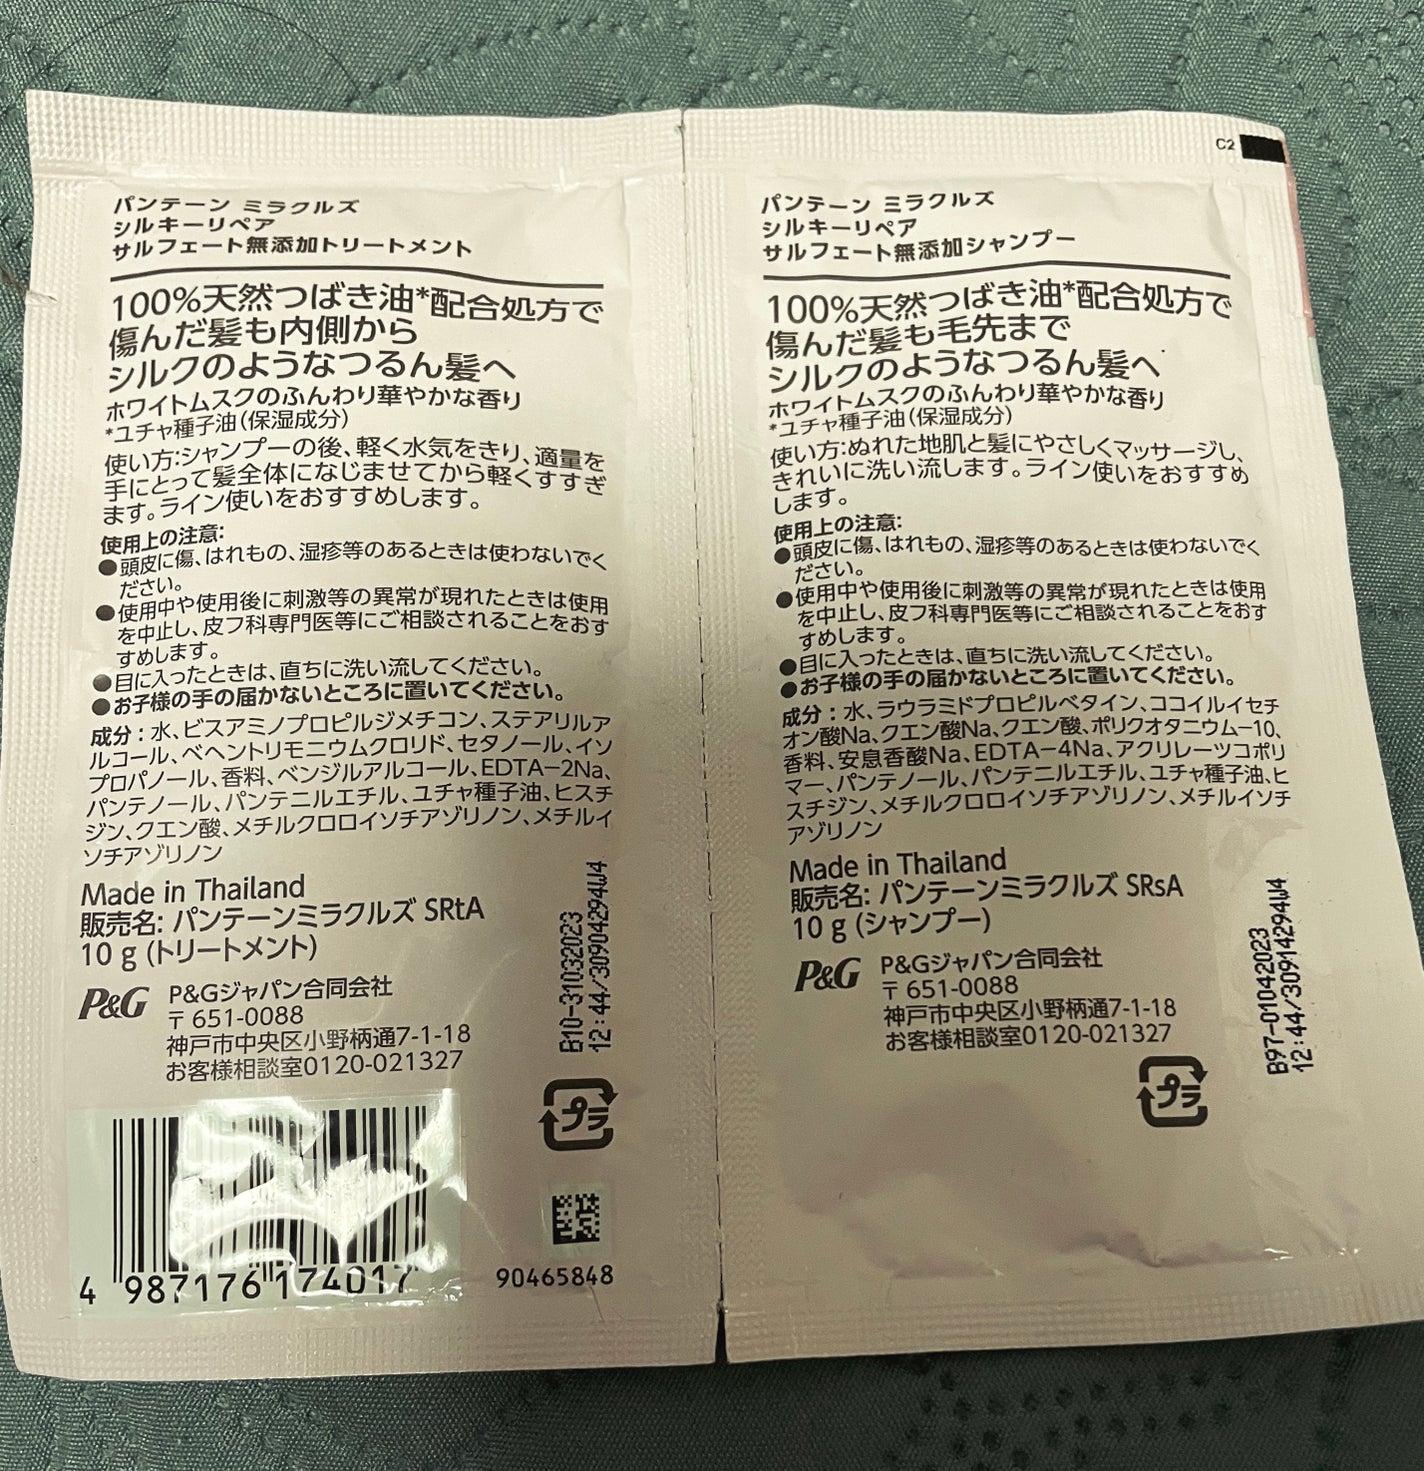 パンテーン ミラクルズ
シルキーリペア
サルフェート無添加トリートメント
100%天然つばき油*配合処方で
傷んだ髪も内側から
シルクのようなつるん髪へ
ホワイトムスクのふんわり華やかな香り
*ユチャ種子油(保湿成分)
使い方:シャンプーの後、軽く水気をきり、適量を
手にとって髪全体になじませてから軽くすすぎ
ます。ライン使いをおすすめします。
使用上の注意:
●頭皮に傷、はれもの、湿疹等のあるときは使わないでく
ださい。
●使用中や使用後に刺激等の異常が現れたときは使用
を中止し、皮フ科専門医等にご相談されることをおす
すめします。
●目に入ったときは、直ちに洗い流してください。
●お子様の手の届かないところに置いてください。
成分:水、ビスアミノプロピルジメチコン、ステアリルア
ルコール、ベヘントリモニウムクロリド、セタノール、イソ
プロパノール、香料、ベンジルアルコール、EDTA-2Na、
パンテノール、パンテニルエチル、ユチャ種子油、ヒスチ
ジン、クエン酸、メチルクロロイソチアゾリノン、メチルイ
ソチアゾリノン
Made in Thailand
販売名: パンテーンミラクルズ SRtA
10 g (トリートメント)
P&G
P&Gジャパン合同会社
〒651-0088
神戸市中央区小野柄通7-1-18
お客様相談室0120-021327
B10-31032023
12:44/30904294W4
プラ
4 987176 174017
90465848
C2
パンテーン ミラクルズ
シルキーリペア
サルフェート無添加シャンプー
100%天然つばき油*配合処方で
傷んだ髪も毛先まで
シルクのようなつるん髪へ
ホワイトムスクのふんわり華やかな香り
*ユチャ種子油(保湿成分)
使い方:ぬれた地肌と髪にやさしくマッサージし、
きれいに洗い流します。ライン使いをおすすめ
します。
使用上の注意:
●頭皮に傷、はれもの、湿疹等のあるときは使わないでく
ださい。
●使用中や使用後に刺激等の異常が現れたときは使用
を中止し、皮フ科専門医等にご相談されることをおす
すめします。
●目に入ったときは、直ちに洗い流してください。
●お子様の手の届かないところに置いてください。
成分:水、ラウラミドプロピルベタイン、ココイルイセチ
オン酸Na、クエン酸Na、クエン酸、ポリクオタニウム-10、
香料、安息香酸Na、EDTA-4Na、アクリレーツコポリ
マー、パンテノール、パンテニルエチル、ユチャ種子油、ヒ
スチジン、メチルクロロイソチアゾリノン、メチルイソチ
アゾリノン
Made in Thailand
販売名: パンテーンミラクルズ SRsA
10 g (シャンプー)
P&G
P&Gジャパン合同会社
〒651-0088
神戸市中央区小野柄通7-1-18
お客様相談室0120-021327
B97-01042023
12:44/30914294W4
プラ